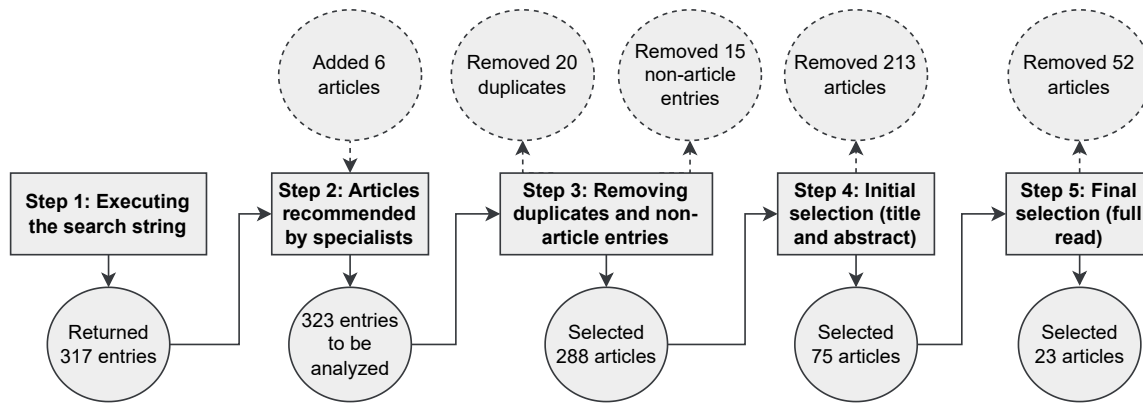 Added 6
articles
Removed 20
duplicates
Removed 15
non-article
entries
Removed 213
articles
Removed 52
articles
Step 1: Executing
the search string
Step 2: Articles
recommended
by specialists
Step 3: Removing
duplicates and non-
article entries
Step 4: Initial
selection (title
and abstract)
Step 5: Final
selection (full
read)
Returned
317 entries
323 entries
to be
analyzed
Selected
288 articles
Selected
75 articles
Selected
23 articles